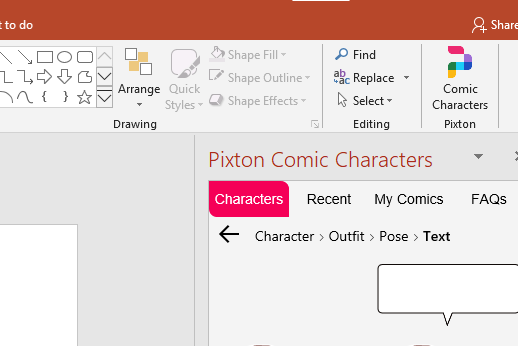 t to do
Share
Shape Fill
Find
Shape Outline
Replace
Arrange
Quick
Styles
Shape Effects
Select
Comic
Characters
Drawing
Editing
Pixton
Pixton Comic Characters
Characters
Recent
My Comics
FAQs
Character > Outfit > Pose > Text